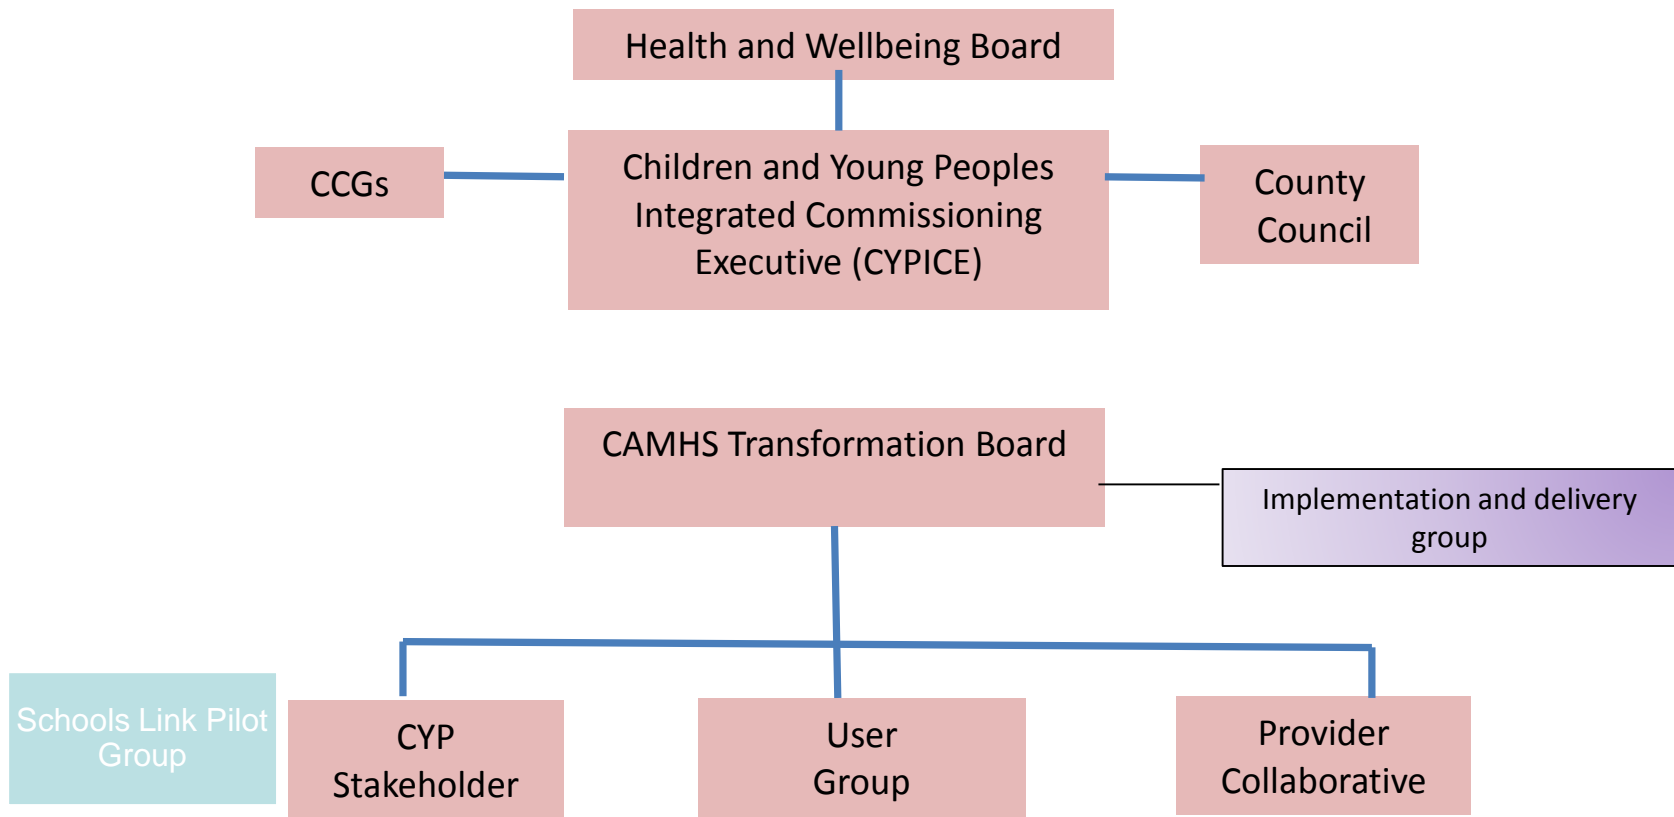 Health and Wellbeing Board
CCGs
Children and Young Peoples
Integrated Commissioning
Executive (CYPICE)
County
Council
CAMHS Transformation Board
Implementation and delivery
group
Schools Link Pilot
Group
CYP
Stakeholder
User
Group
Provider
Collaborative